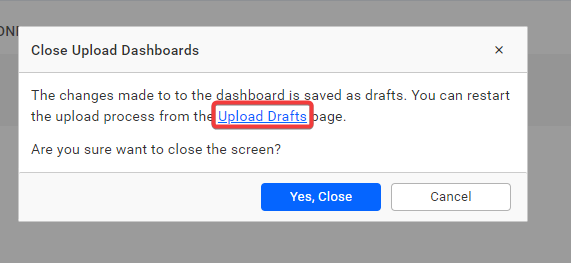 ONE
Close Upload Dashboards ×
The changes made to to the dashboard is saved as drafts. You can restart
the upload process from the Upload Drafts page.
Are you sure want to close the screen?
Yes, Close Cancel